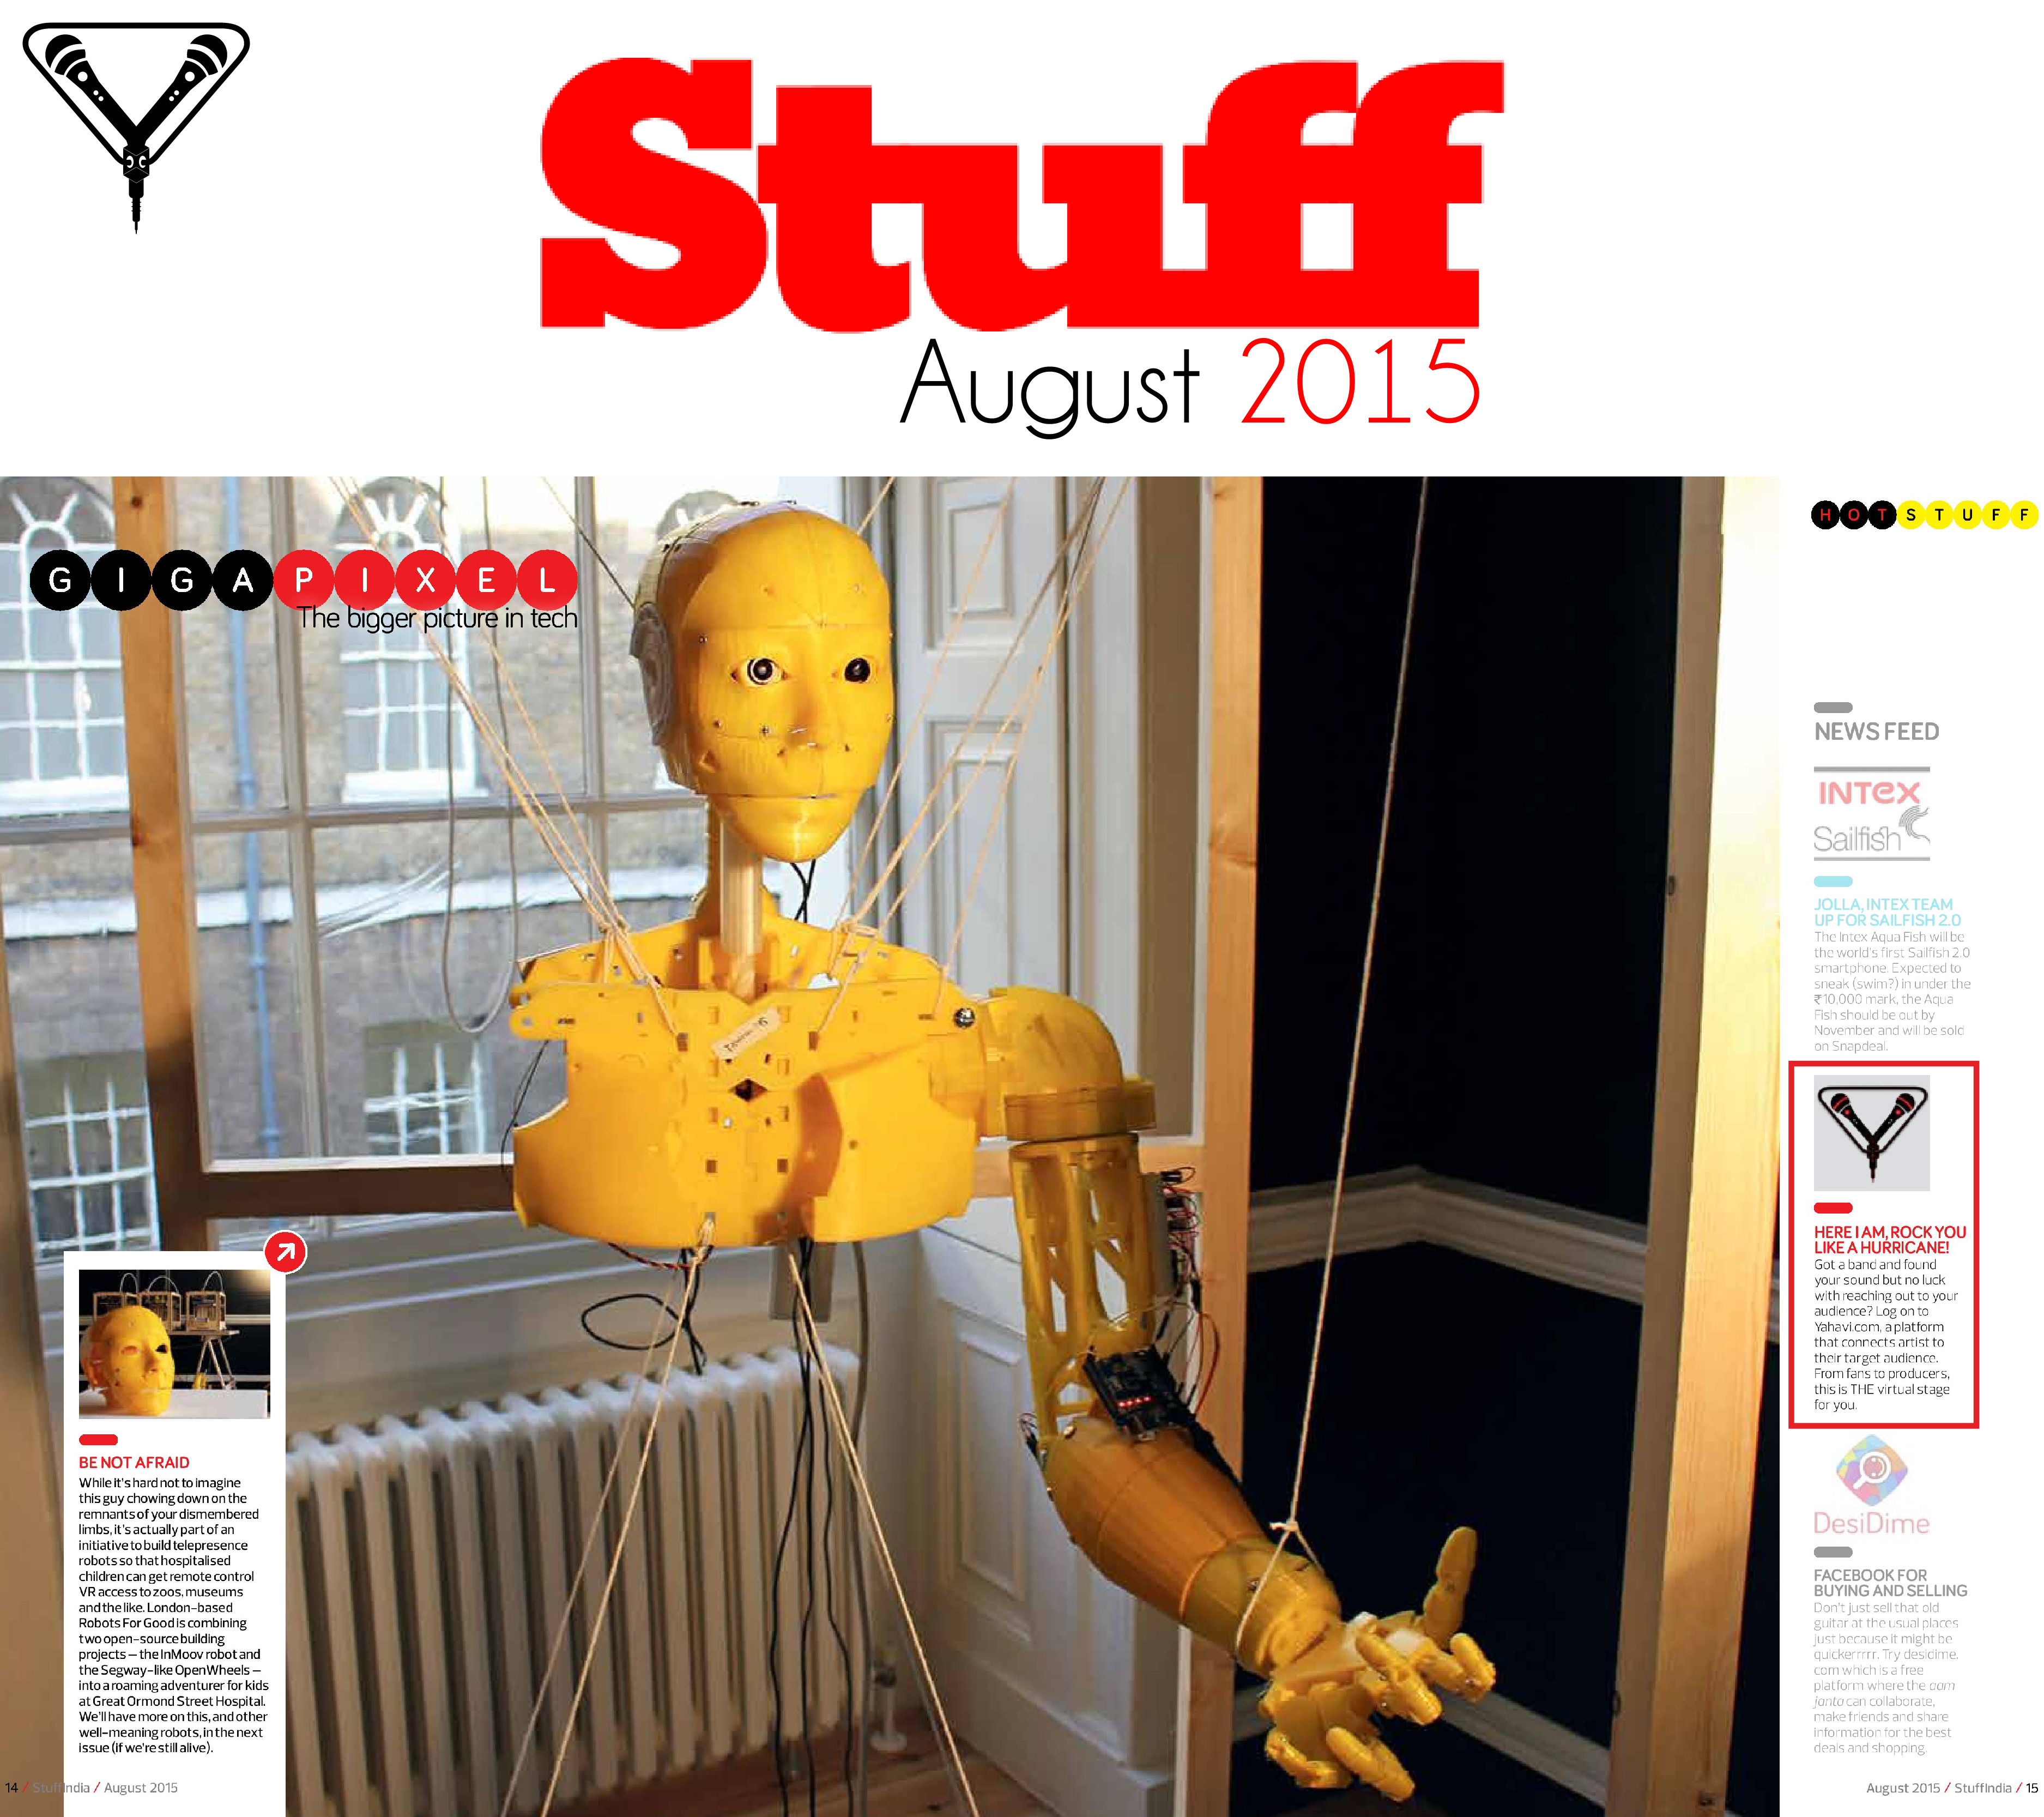 Stuff
August 2015
GIGAPIXEL
The bigger picture in tech
BE NOT AFRAID
While it's hard not to imagine
this guy chowing down on the
remnants of your dismembered
limbs, it's actually part of an
initiative to build telepresence
robots so that hospitalised
children can get remote control
VR access to zoos, museums
and the like. London-based
Robots For Good is combining
two open-source building
projects – the InMoov robot and
the Segway-like OpenWheels –
into a roaming adventurer for kids
at Great Ormond Street Hospital.
We'll have more on this, and other
well-meaning robots, in the next
issue (if we're still alive).
14 / StuffIndia / August 2015
HOTSTUFF
NEWS FEED
INTEX
Sailfish
JOLLA, INTEX TEAM
UP FOR SAILFISH 2.0
The Intex Aqua Fish will be
the world's first Sailfish 2.0
smartphone. Expected to
sneak (swim?) in under the
₹10,000 mark, the Aqua
Fish should be out by
November and will be sold
on Snapdeal.
HERE I AM, ROCK YOU
LIKE A HURRICANE!
Got a band and found
your sound but no luck
with reaching out to your
audience? Log on to
Yahavi.com, a platform
that connects artist to
their target audience.
From fans to producers,
this is THE virtual stage
for you.
DesiDime
FACEBOOK FOR
BUYING AND SELLING
Don't just sell that old
guitar at the usual places
just because it might be
quickerrrrr. Try desidime.
com which is a free
platform where the aam
janta can collaborate,
make friends and share
information for the best
deals and shopping.
August 2015 / StuffIndia / 15